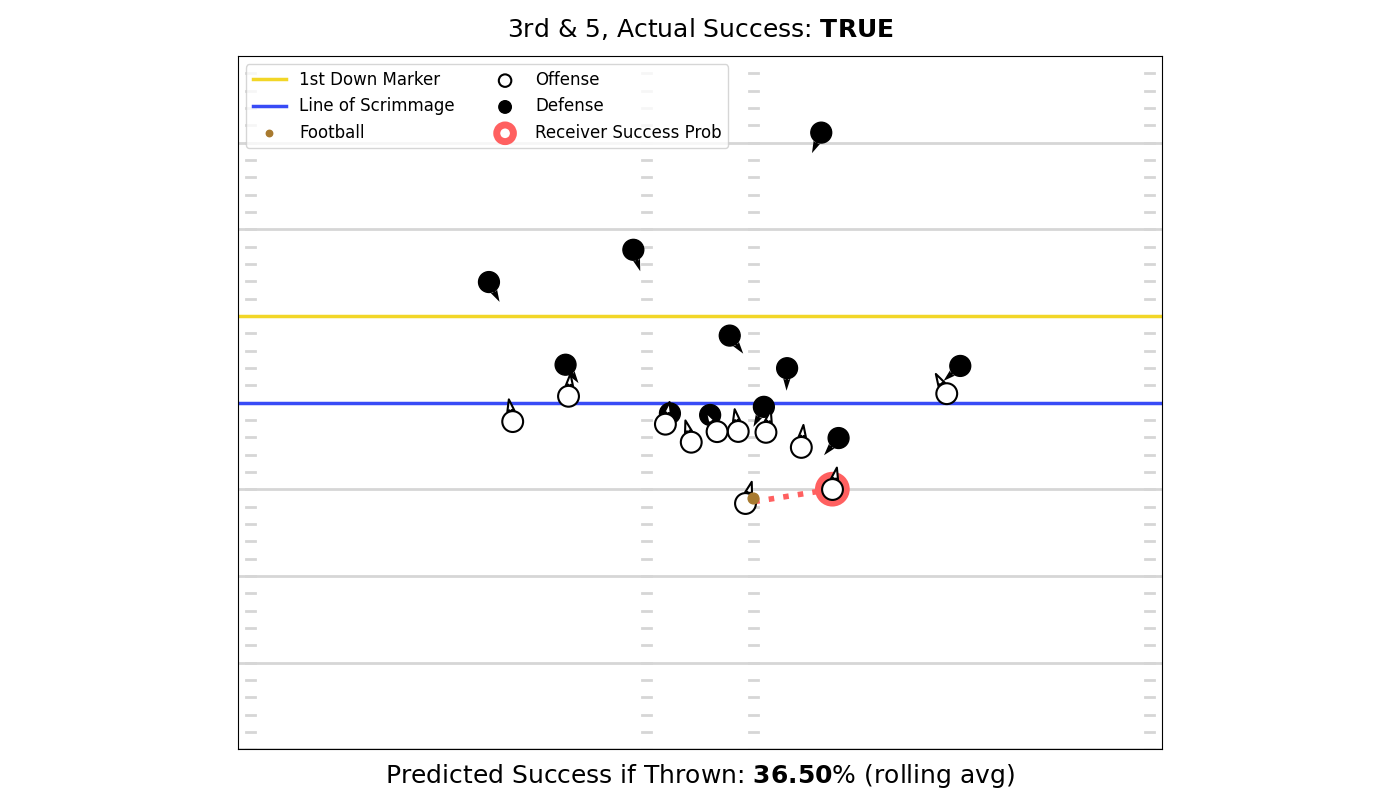 3rd & 5, Actual Success: TRUE
1st Down Marker
Line of Scrimmage
Football
Offense
Defense
Receiver Success Prob
Predicted Success if Thrown: 36.50% (rolling avg)